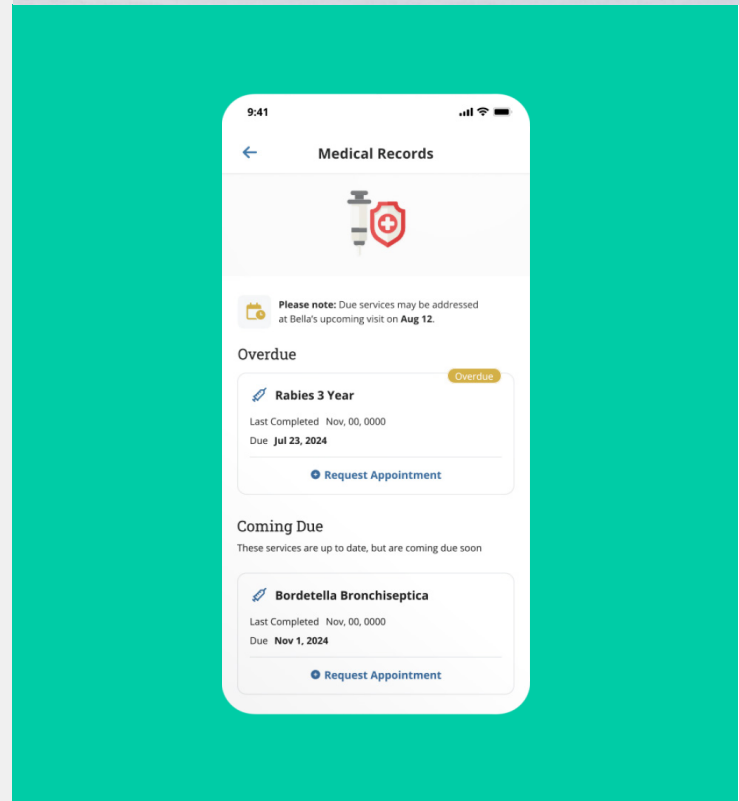 9:41
Medical Records
Please note: Due services may be addressed
at Bella's upcoming visit on Aug 12.
Overdue
Overdue
Rabies 3 Year
Last Completed Nov, 00, 0000
Due Jul 23, 2024
Request Appointment
Coming Due
These services are up to date, but are coming due soon
Bordetella Bronchiseptica
Last Completed Nov, 00, 0000
Due Nov 1, 2024
Request Appointment